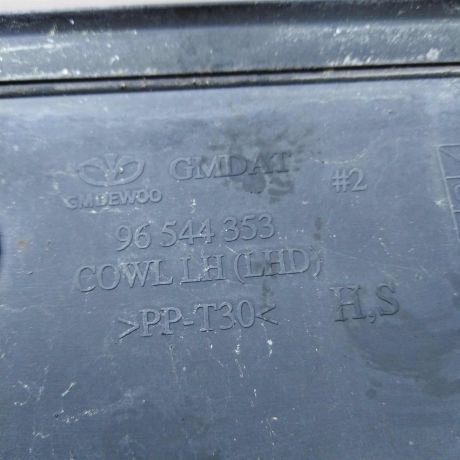 GMDAT
GMDEWOO
#2
96 544 353
COWL LH (LHD)
>PP-T30<
H,S